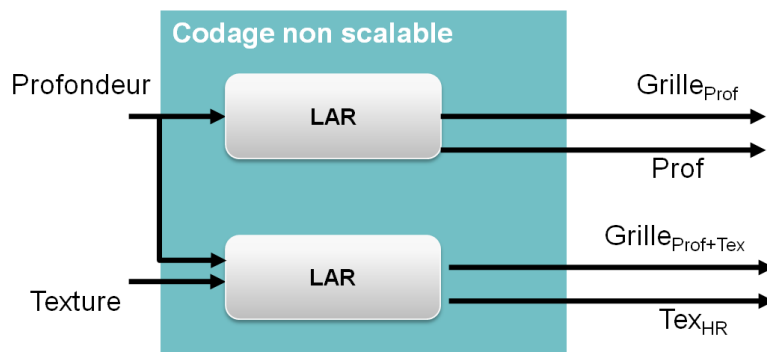 Codage non scalable
Profondeur
LAR
Grille_Prof
Prof
LAR
Grille_Prof+Tex
Texture
Tex_HR